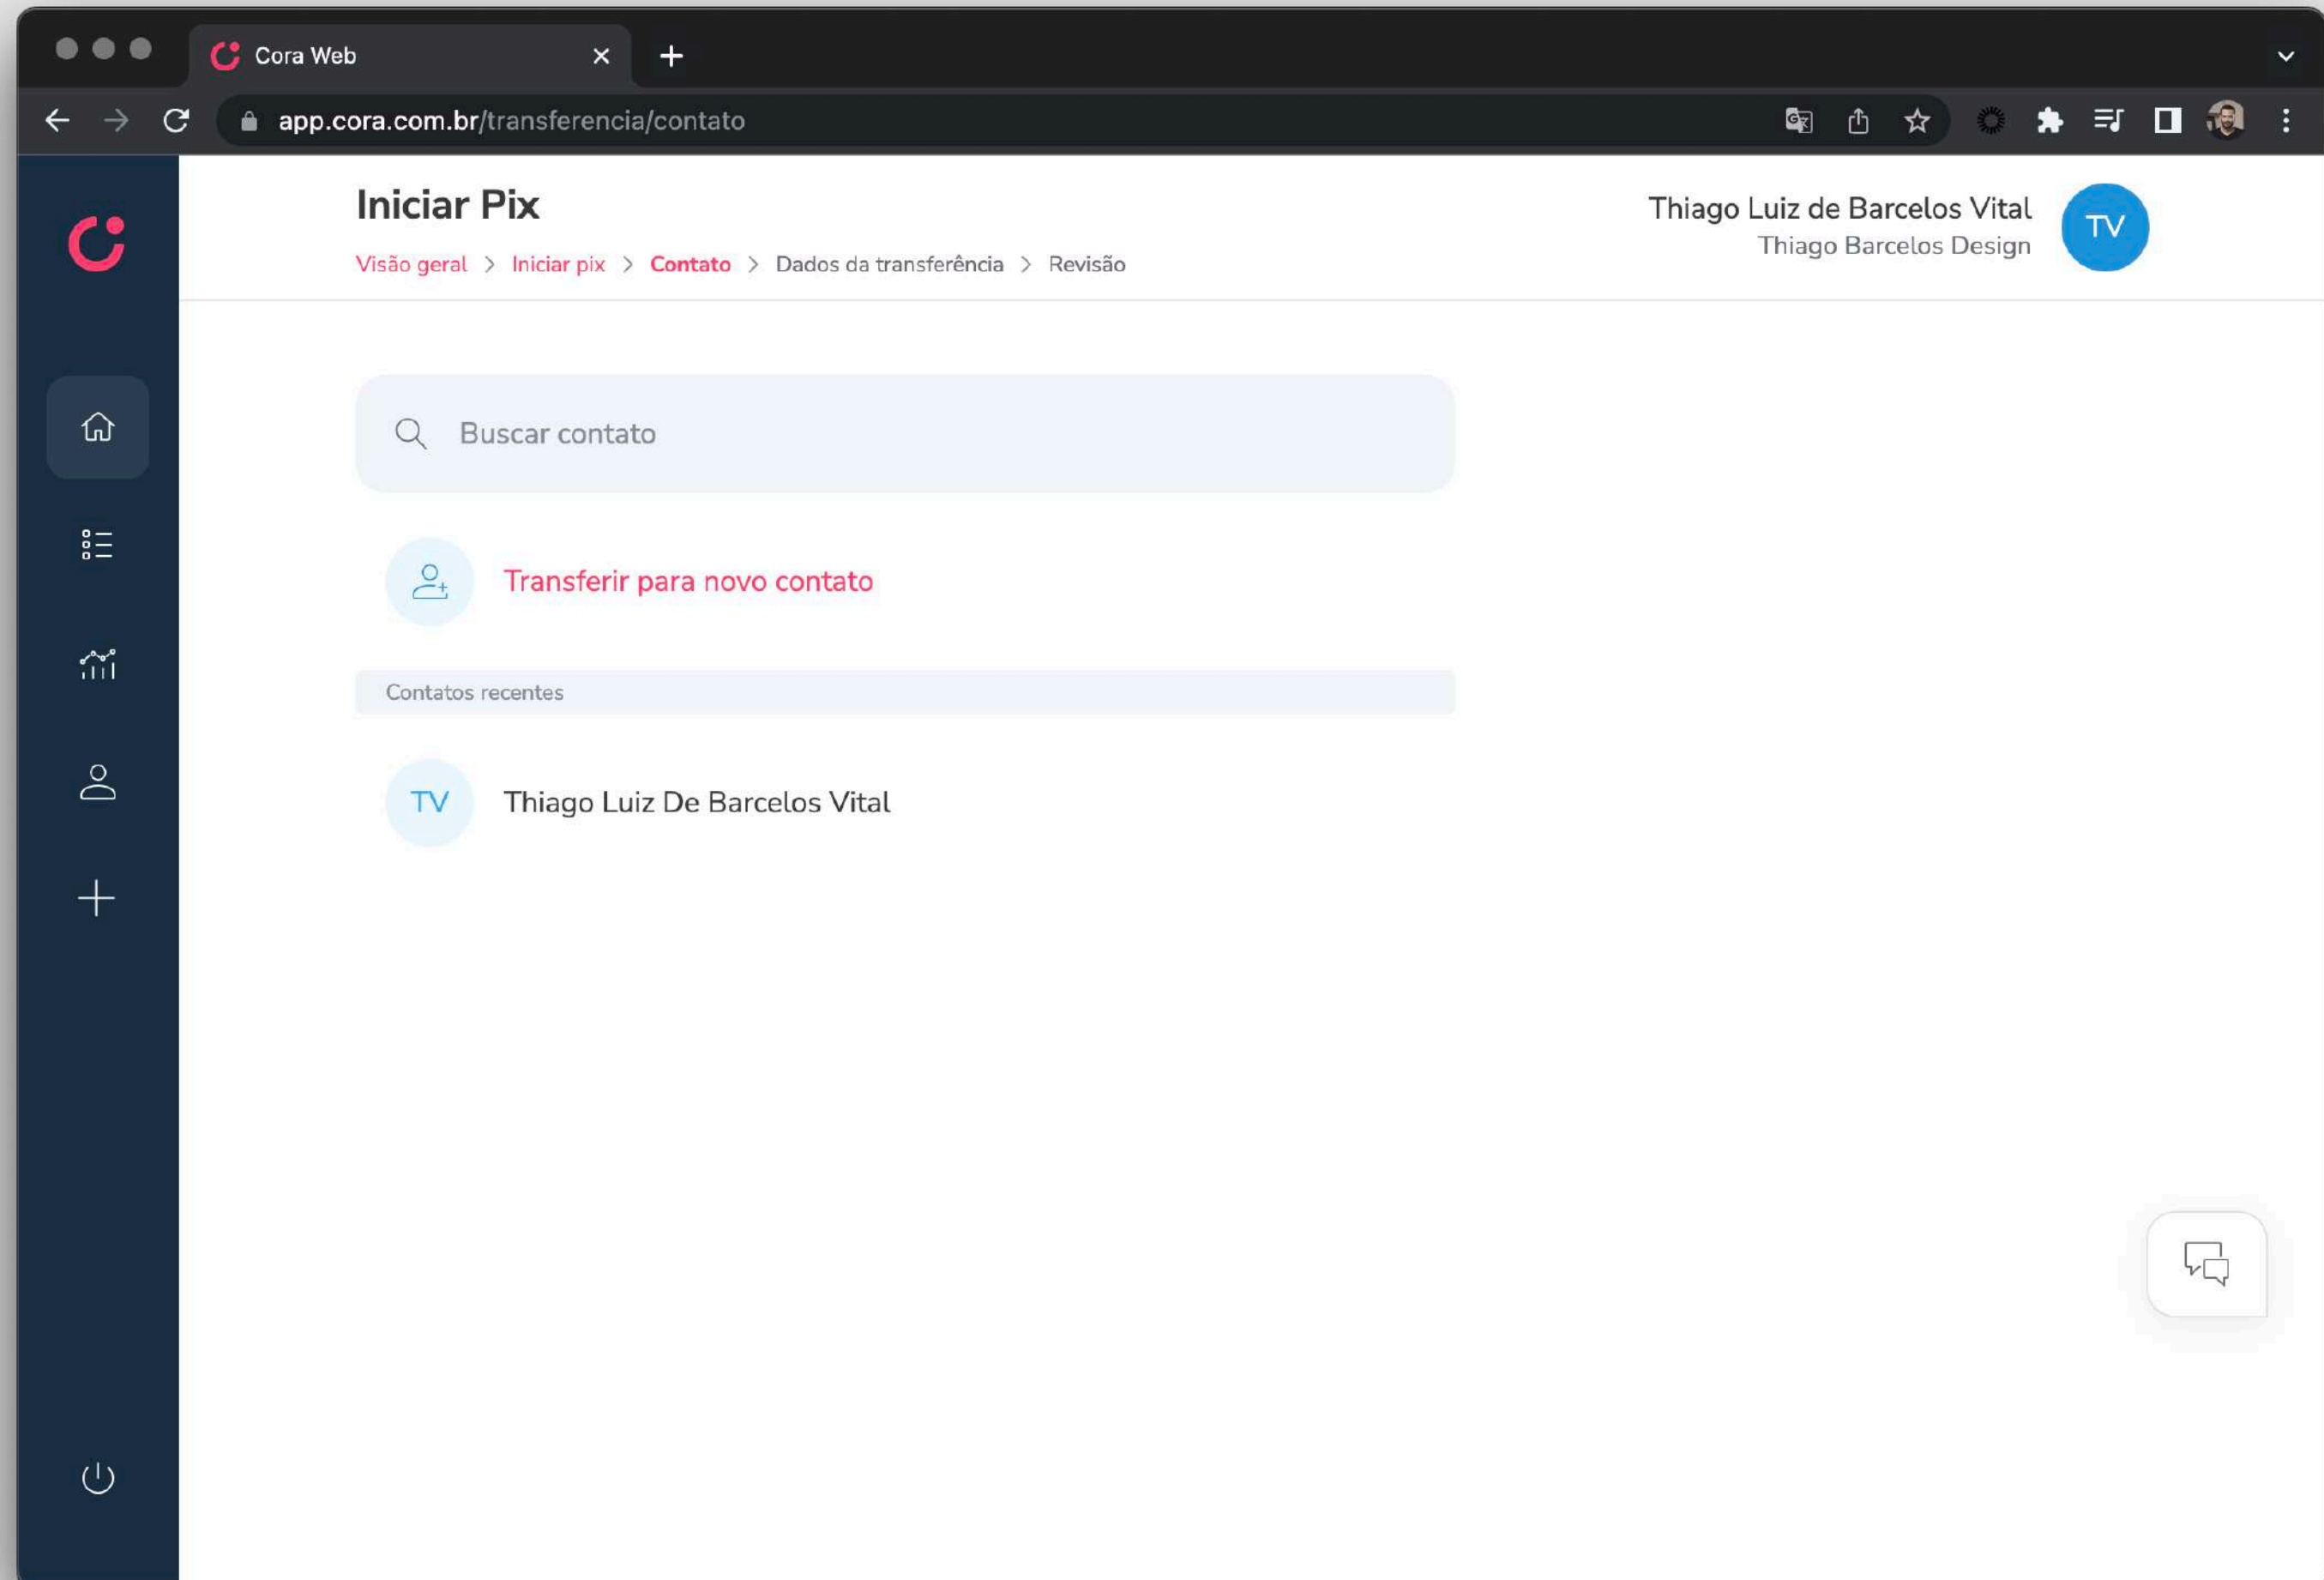 Cora Web
app.cora.com.br/transferencia/contato
Iniciar Pix
Thiago Luiz de Barcelos Vital
TV
Thiago Barcelos Design
Visão geral > Iniciar pix > Contato > Dados da transferência > Revisão
Buscar contato
Transferir para novo contato
Contatos recentes
TV
Thiago Luiz De Barcelos Vital